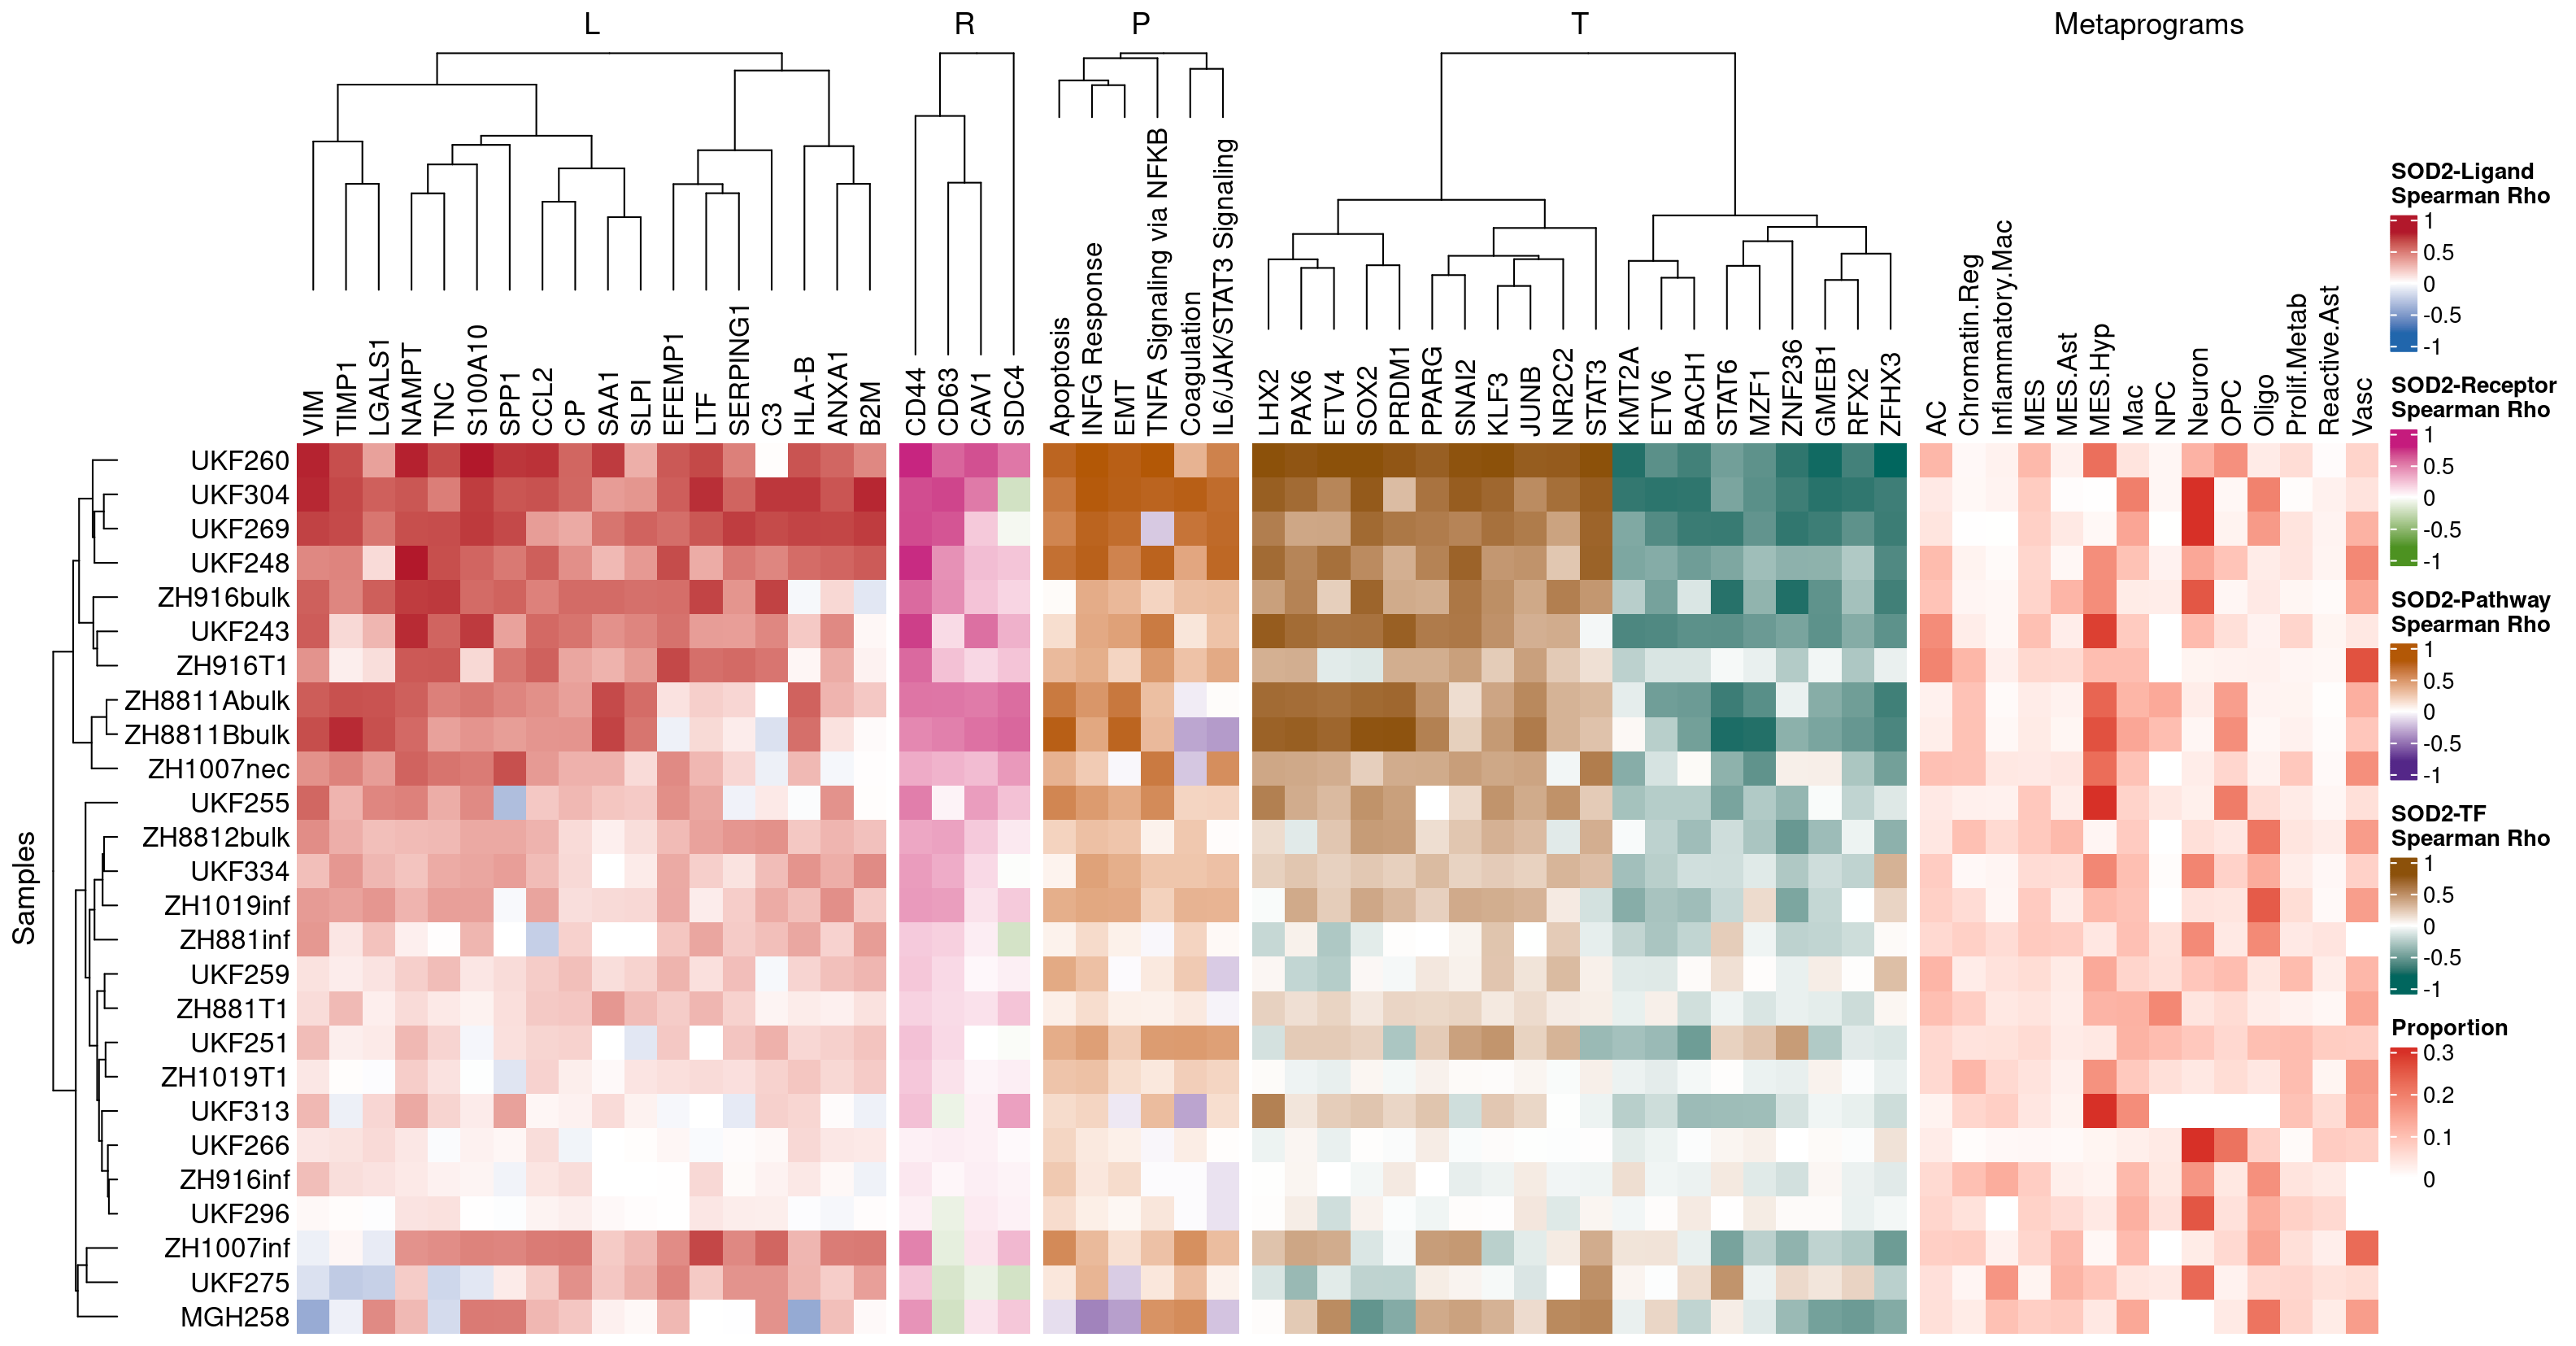 L
R
P
T
Metaprograms
VIM
TIMP1
LGALS1
NAMPT
TNC
S100A10
SPP1
CCL2
CP
SAA1
SLPI
EFEMP1
LTF
SERPING1
C3
HLA-B
ANXA1
B2M
CD44
CD63
CAV1
SDC4
Apoptosis
INFG Response
EMT
TNFA Signaling via NFKB
Coagulation
IL6/JAK/STAT3 Signaling
LHX2
PAX6
ETV4
SOX2
PRDM1
PPARG
SNAI2
KLF3
JUNB
NR2C2
STAT3
KMT2A
ETV6
BACH1
STAT6
MZF1
ZNF236
GMEB1
RFX2
ZFHX3
AC
Chromatin.Reg
Inflammatory.Mac
MES
MES.Ast
MES.Hyp
Mac
NPC
Neuron
OPC
Oligo
Prolif.Metab
Reactive.Ast
Vasc
Samples
UKF260
UKF304
UKF269
UKF248
ZH916bulk
UKF243
ZH916T1
ZH8811Abulk
ZH8811Bbulk
ZH1007nec
UKF255
ZH8812bulk
UKF334
ZH1019inf
ZH881inf
UKF259
ZH881T1
UKF251
ZH1019T1
UKF313
UKF266
ZH916inf
UKF296
ZH1007inf
UKF275
MGH258
SOD2-Ligand
Spearman Rho
1
0.5
0
-0.5
-1
SOD2-Receptor
Spearman Rho
1
0.5
0
-0.5
-1
SOD2-Pathway
Spearman Rho
1
0.5
0
-0.5
-1
SOD2-TF
Spearman Rho
1
0.5
0
-0.5
-1
Proportion
0.3
0.2
0.1
0